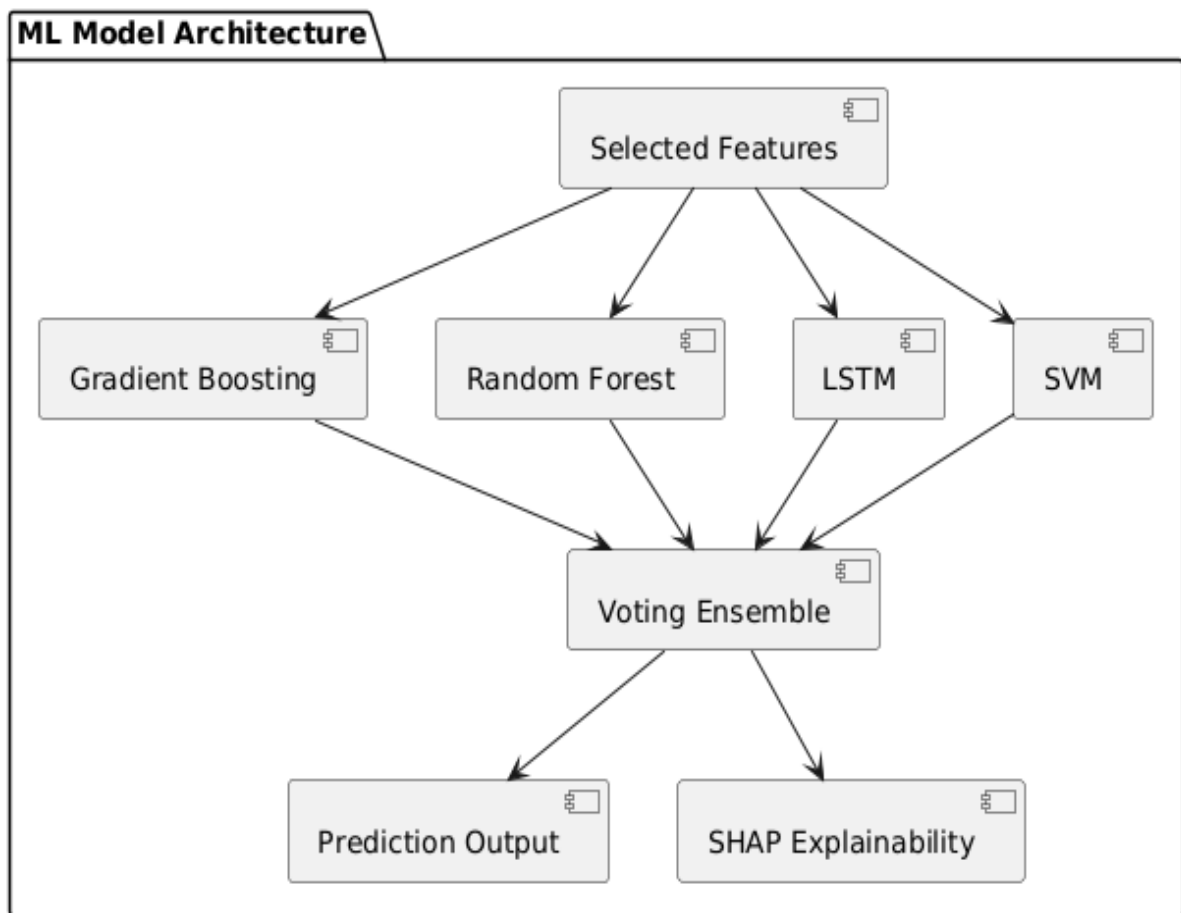 ML Model Architecture
Selected Features
Gradient Boosting
Random Forest
LSTM
SVM
Voting Ensemble
Prediction Output
SHAP Explainability